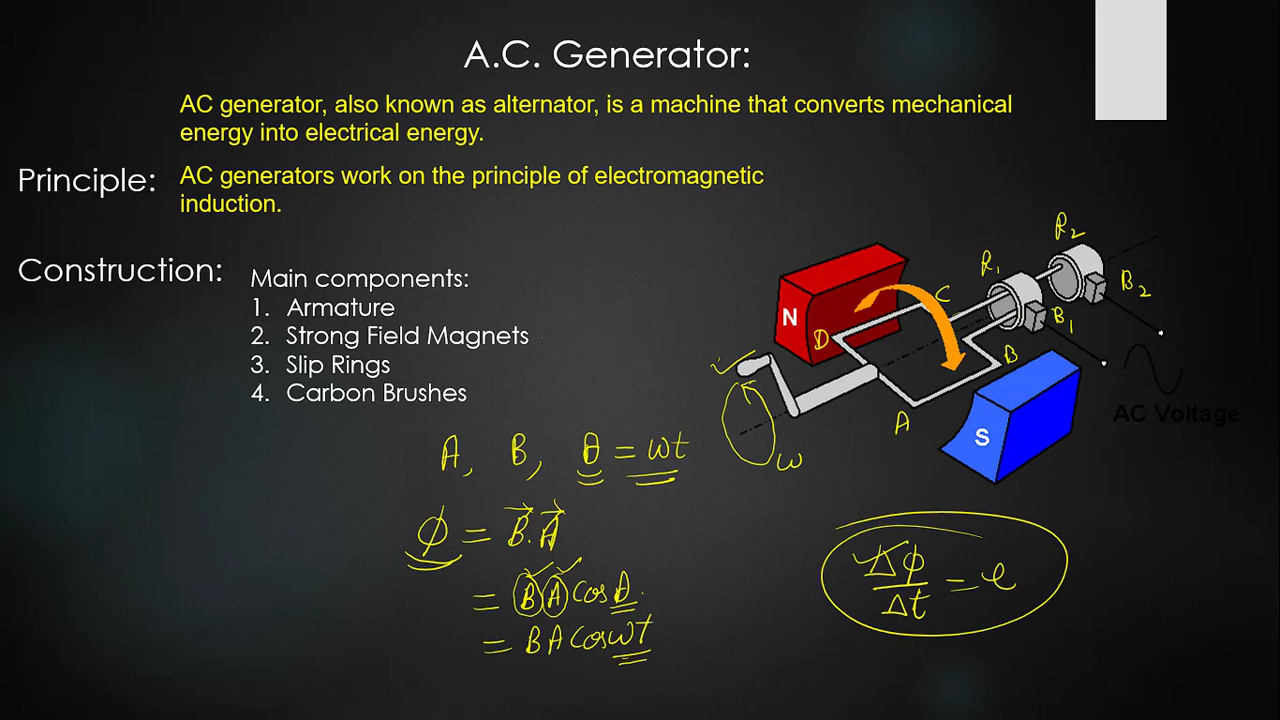 A.C. Generator:
AC generator, also known as alternator, is a machine that converts mechanical
energy into electrical energy.
Principle:
AC generators work on the principle of electromagnetic
induction.
Construction:
Main components:
1. Armature
2. Strong Field Magnets
3. Slip Rings
4. Carbon Brushes
R₂
R₁
B₂
C
B₁
N
D
B
AC Voltage
A
S
ω
A, B, θ = ωt
ϕ = B⃗.A⃗
= BA cosθ.
= BA cosωt
Δϕ/Δt = e